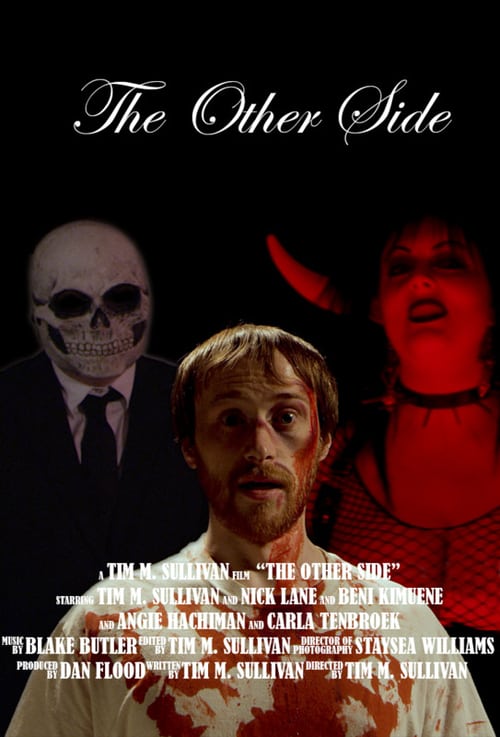 The Other Side
A TIM M. SULLIVAN FILM "THE OTHER SIDE"
STARRING TIM M. SULLIVAN AND NICK LANE AND BENI KIMUENE
AND ANGIE HACHIMAN AND CARLA TENBROEK
MUSIC BY BLAKE BUTLER EDITED BY TIM M. SULLIVAN DIRECTOR OF PHOTOGRAPHY STAYSEA WILLIAMS
PRODUCED BY DAN FLOOD WRITTEN BY TIM M. SULLIVAN DIRECTED BY TIM M. SULLIVAN